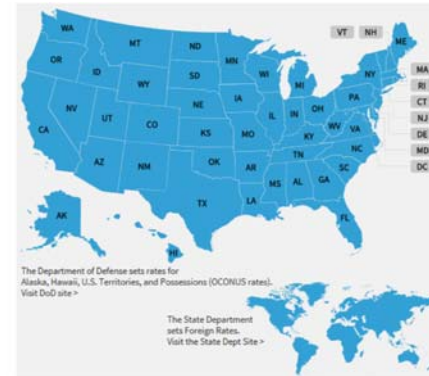 WA
MT
ND
MN
VT NH
ME
OR
ID
WY
SD
WI
MI
NY
MA
RI
CT
NJ
DE
MD
DC
NV
UT
CO
NE
IA
IL
IN
OH
PA
CA
KS
MO
KY
WV
VA
AZ
NM
OK
AR
TN
NC
SC
TX
LA
MS
AL
GA
FL
AK
HI
The Department of Defense sets rates for
Alaska, Hawaii, U.S. Territories, and Possessions (OCONUS rates).
Visit DoD site >
The State Department
sets Foreign Rates.
Visit the State Dept Site >